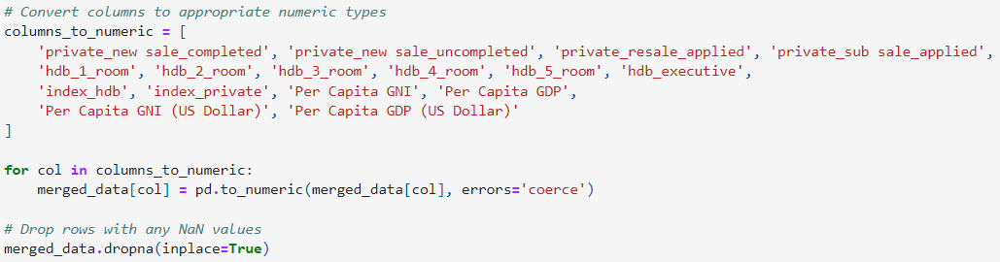 # Convert columns to appropriate numeric types
columns_to_numeric = [
    'private_new sale_completed', 'private_new sale_uncompleted', 'private_resale_applied', 'private_sub sale_applied',
    'hdb_1_room', 'hdb_2_room', 'hdb_3_room', 'hdb_4_room', 'hdb_5_room', 'hdb_executive',
    'index_hdb', 'index_private', 'Per Capita GNI', 'Per Capita GDP',
    'Per Capita GNI (US Dollar)', 'Per Capita GDP (US Dollar)'
]

for col in columns_to_numeric:
    merged_data[col] = pd.to_numeric(merged_data[col], errors='coerce')

# Drop rows with any NaN values
merged_data.dropna(inplace=True)